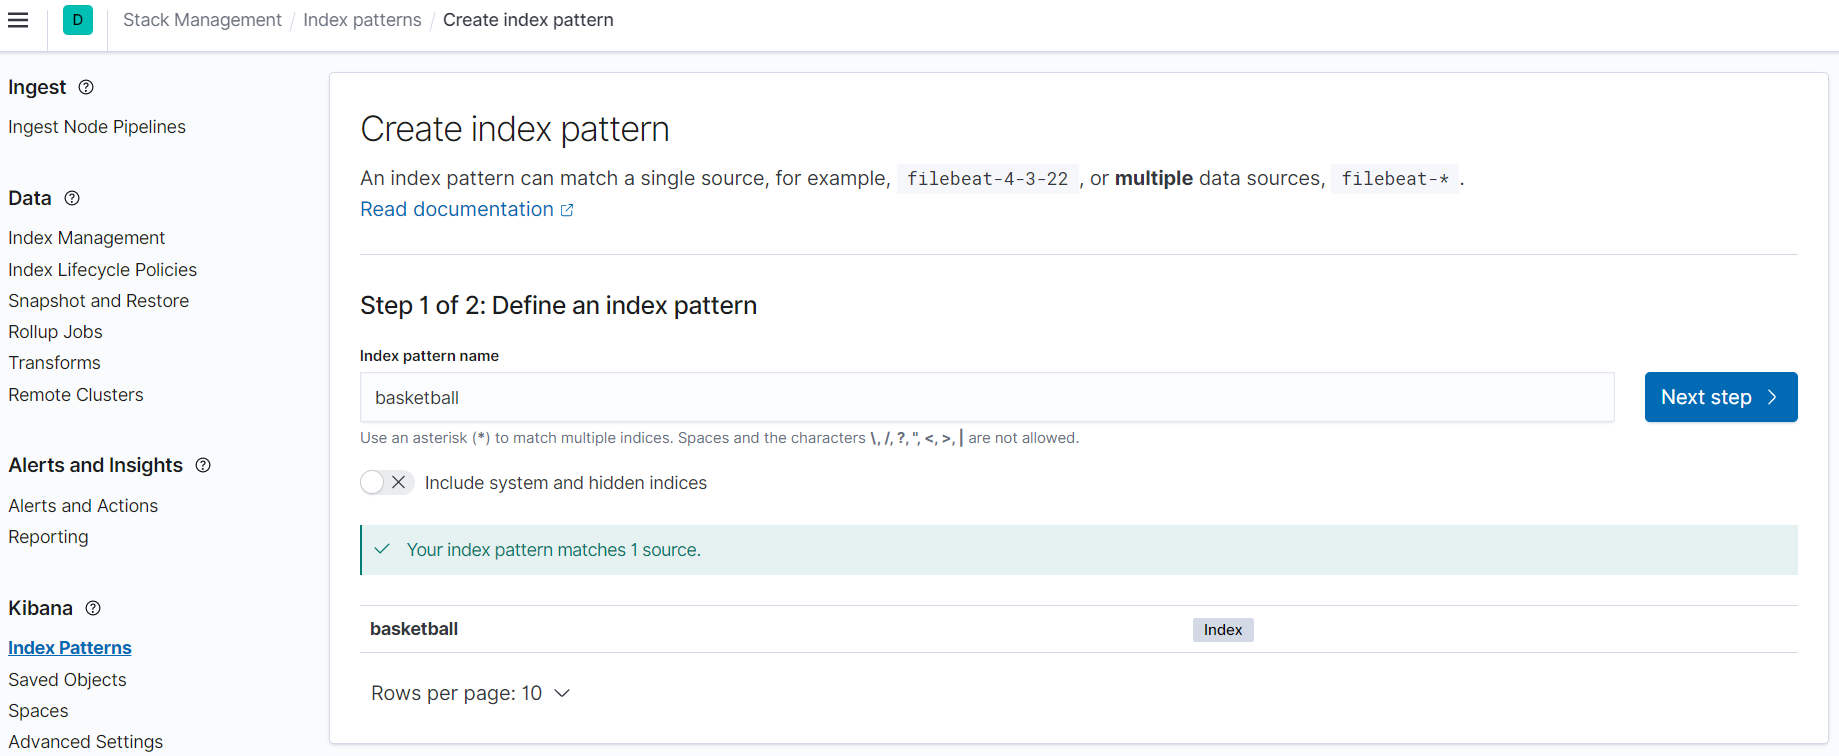 D
Stack Management / Index patterns / Create index pattern
Ingest
Ingest Node Pipelines
Data
Index Management
Index Lifecycle Policies
Snapshot and Restore
Rollup Jobs
Transforms
Remote Clusters
Alerts and Insights
Alerts and Actions
Reporting
Kibana
Index Patterns
Saved Objects
Spaces
Advanced Settings
Create index pattern
An index pattern can match a single source, for example, filebeat-4-3-22 , or multiple data sources, filebeat-* .
Read documentation
Step 1 of 2: Define an index pattern
Index pattern name
basketball
Next step
Use an asterisk (*) to match multiple indices. Spaces and the characters \, /, ?, ", <, >, | are not allowed.
Include system and hidden indices
Your index pattern matches 1 source.
basketball Index
Rows per page: 10